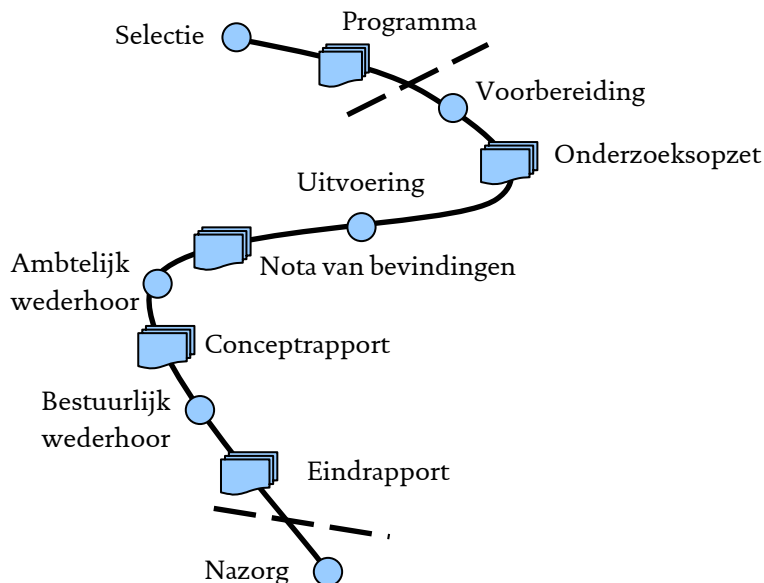 Programma
Selectie
Voorbereiding
Onderzoeksopzet
Uitvoering
Nota van bevindingen
Ambtelijk
wederhoor
Conceptrapport
Bestuurlijk
wederhoor
Eindrapport
Nazorg